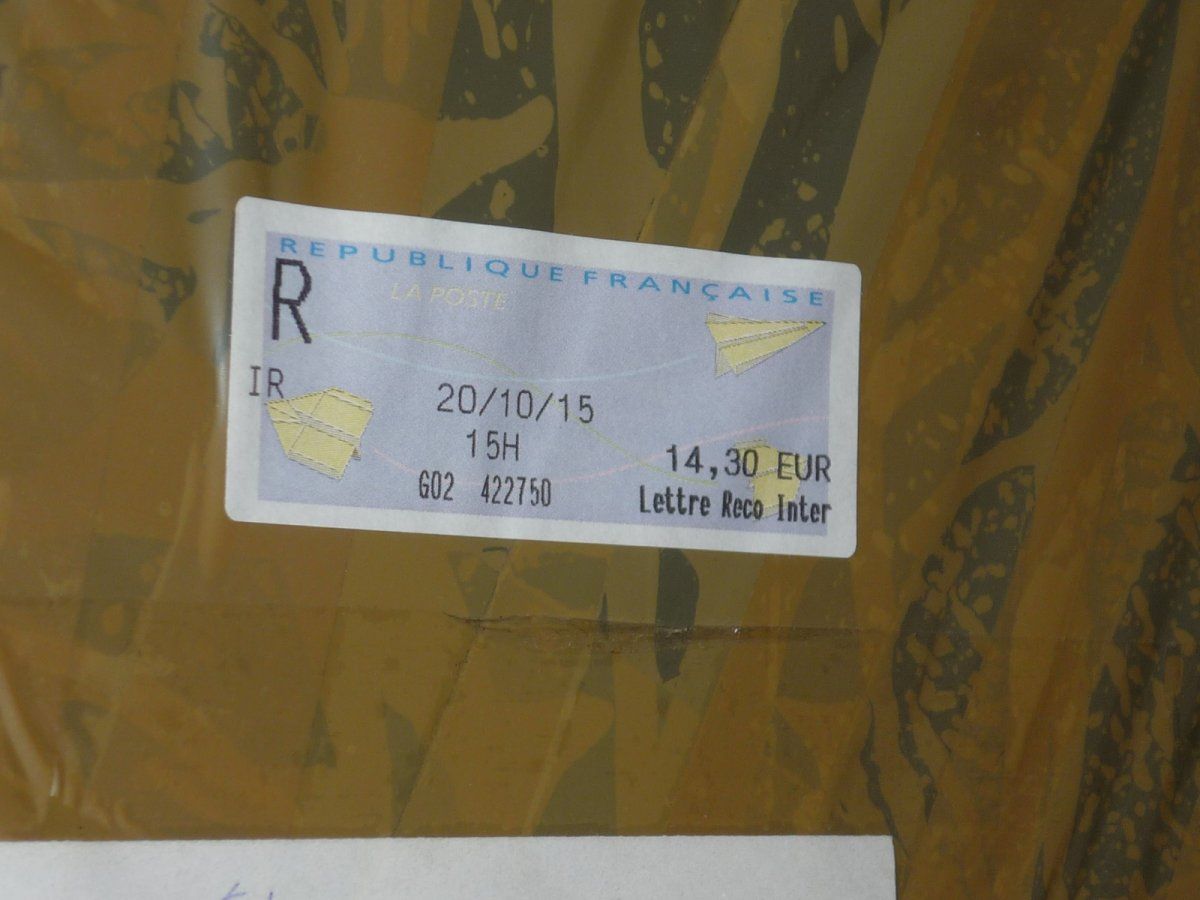 REPUBLIQUE FRANÇAISE
LA POSTE
R
IR
20/10/15
15H
14,30 EUR
G02 422750
Lettre Reco Inter